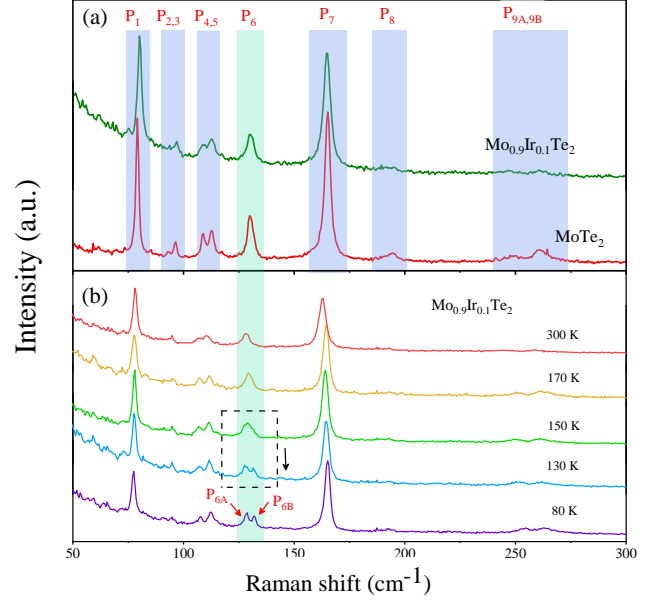 P1 P2,3 P4,5 P6 P7 P8 P9A,9B
(a)
Mo0.9Ir0.1Te2
MoTe2
(b)
Mo0.9Ir0.1Te2
300 K
170 K
150 K
130 K
P6A P6B
80 K
50 100 150 200 250 300
Raman shift (cm-1)
Intensity (a.u.)